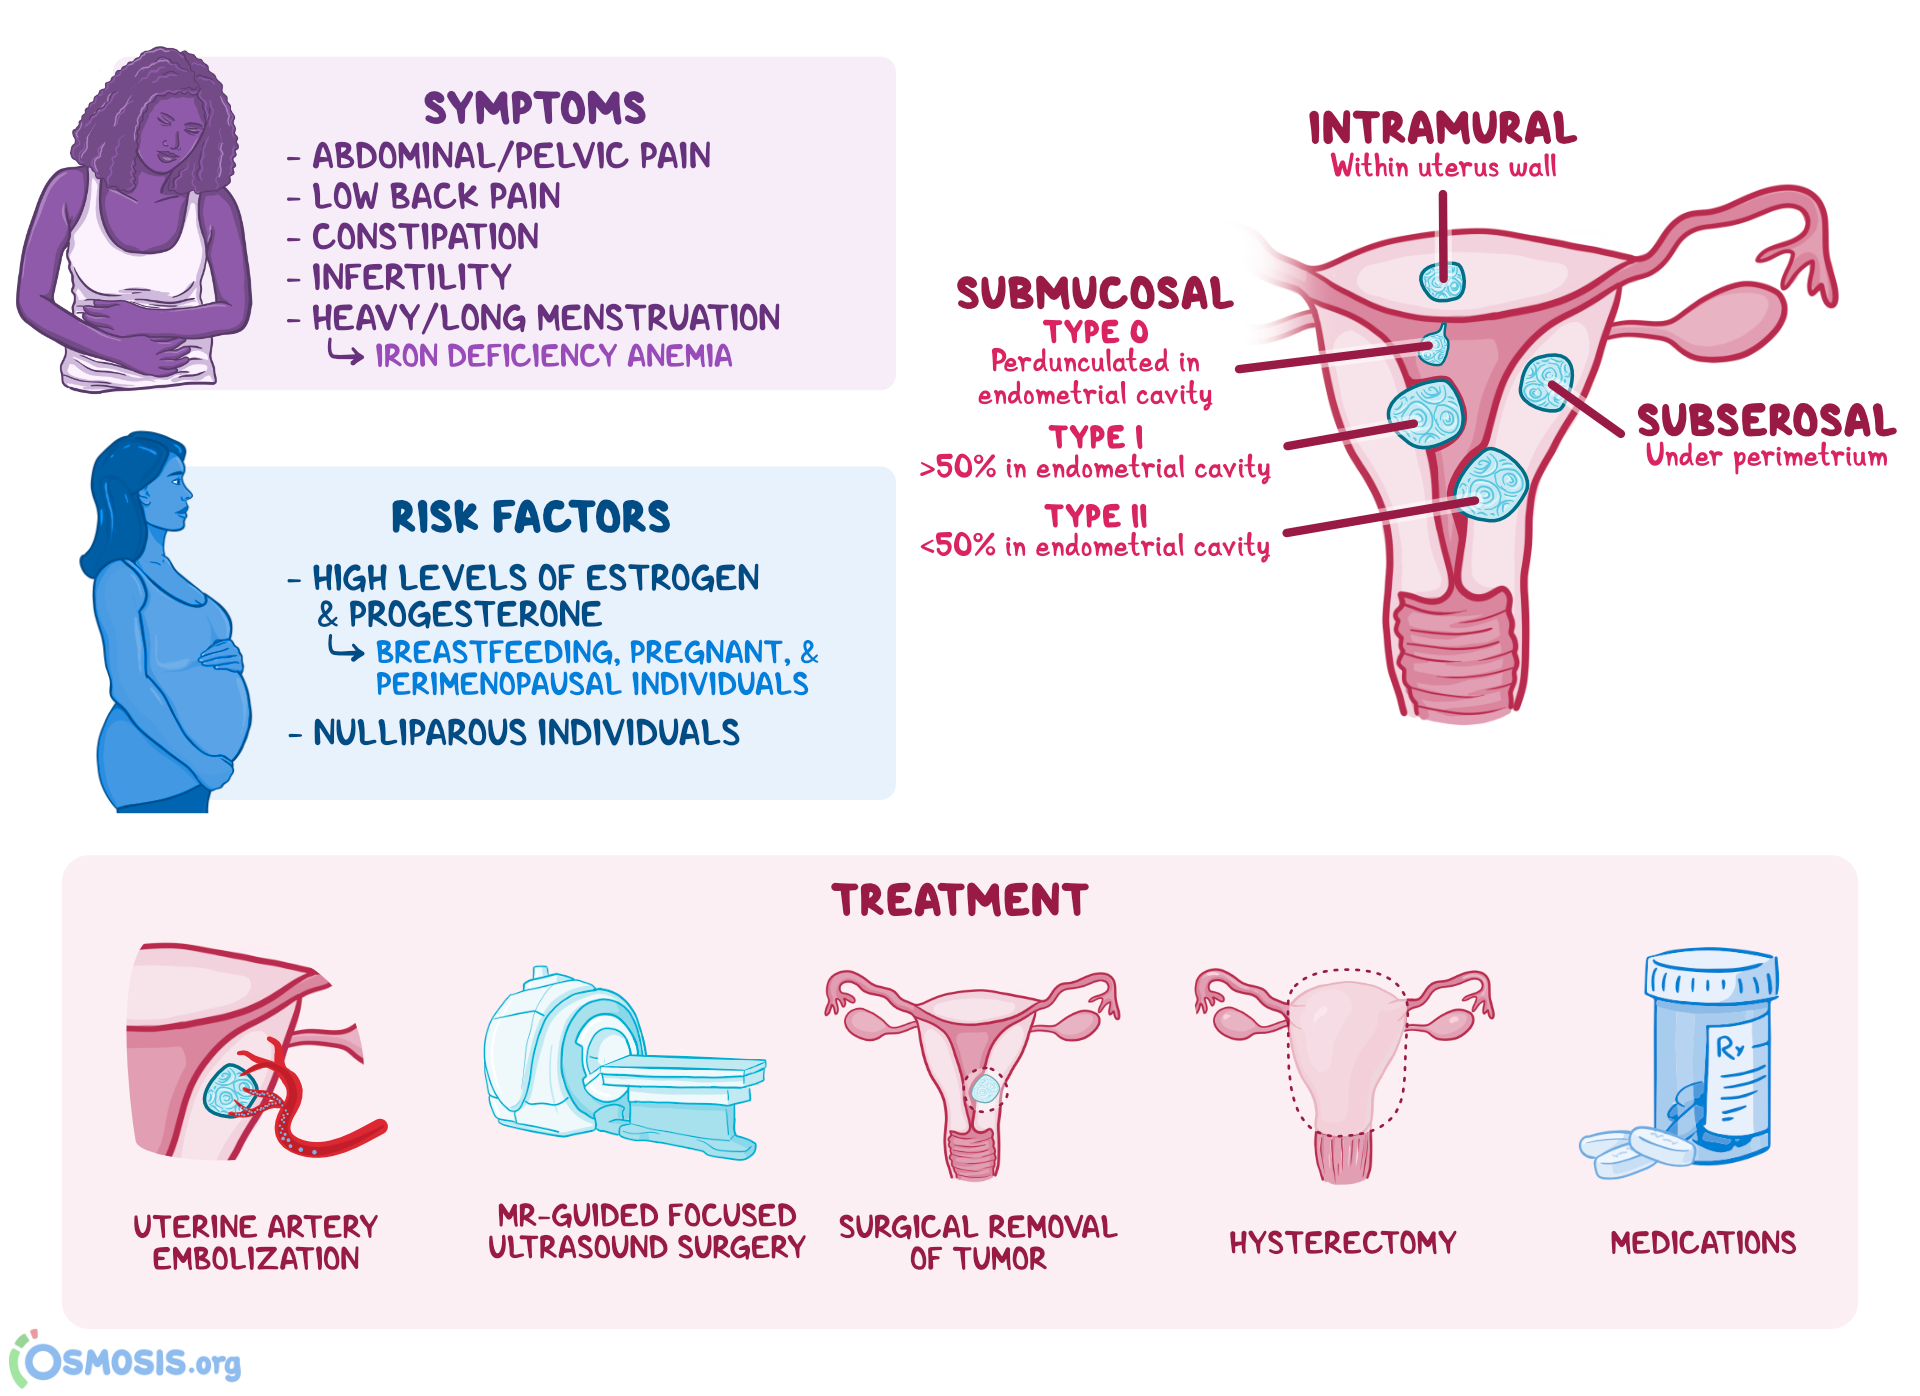 SYMPTOMS
- ABDOMINAL/PELVIC PAIN
- LOW BACK PAIN
- CONSTIPATION
- INFERTILITY
- HEAVY/LONG MENSTRUATION
IRON DEFICIENCY ANEMIA
RISK FACTORS
- HIGH LEVELS OF ESTROGEN
& PROGESTERONE
BREASTFEEDING, PREGNANT, &
PERIMENOPAUSAL INDIVIDUALS
- NULLIPAROUS INDIVIDUALS
INTRAMURAL
Within uterus wall
SUBMUCOSAL
TYPE 0
Perdunculated in
endometrial cavity
TYPE I
>50% in endometrial cavity
TYPE II
<50% in endometrial cavity
SUBSEROSAL
Under perimetrium
TREATMENT
Rx
UTERINE ARTERY
EMBOLIZATION
MR-GUIDED FOCUSED
ULTRASOUND SURGERY
SURGICAL REMOVAL
OF TUMOR
HYSTERECTOMY
MEDICATIONS
OSMOSIS.org